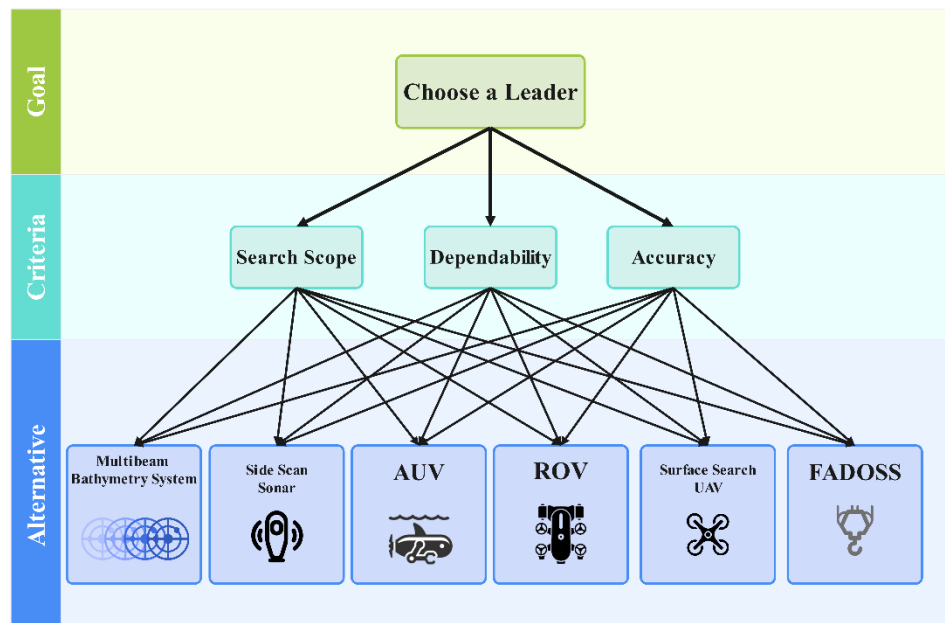 Goal
Choose a Leader
Criteria
Search Scope
Dependability
Accuracy
Alternative
Multibeam
Bathymetry System
Side Scan
Sonar
AUV
ROV
Surface Search
UAV
FADOSS